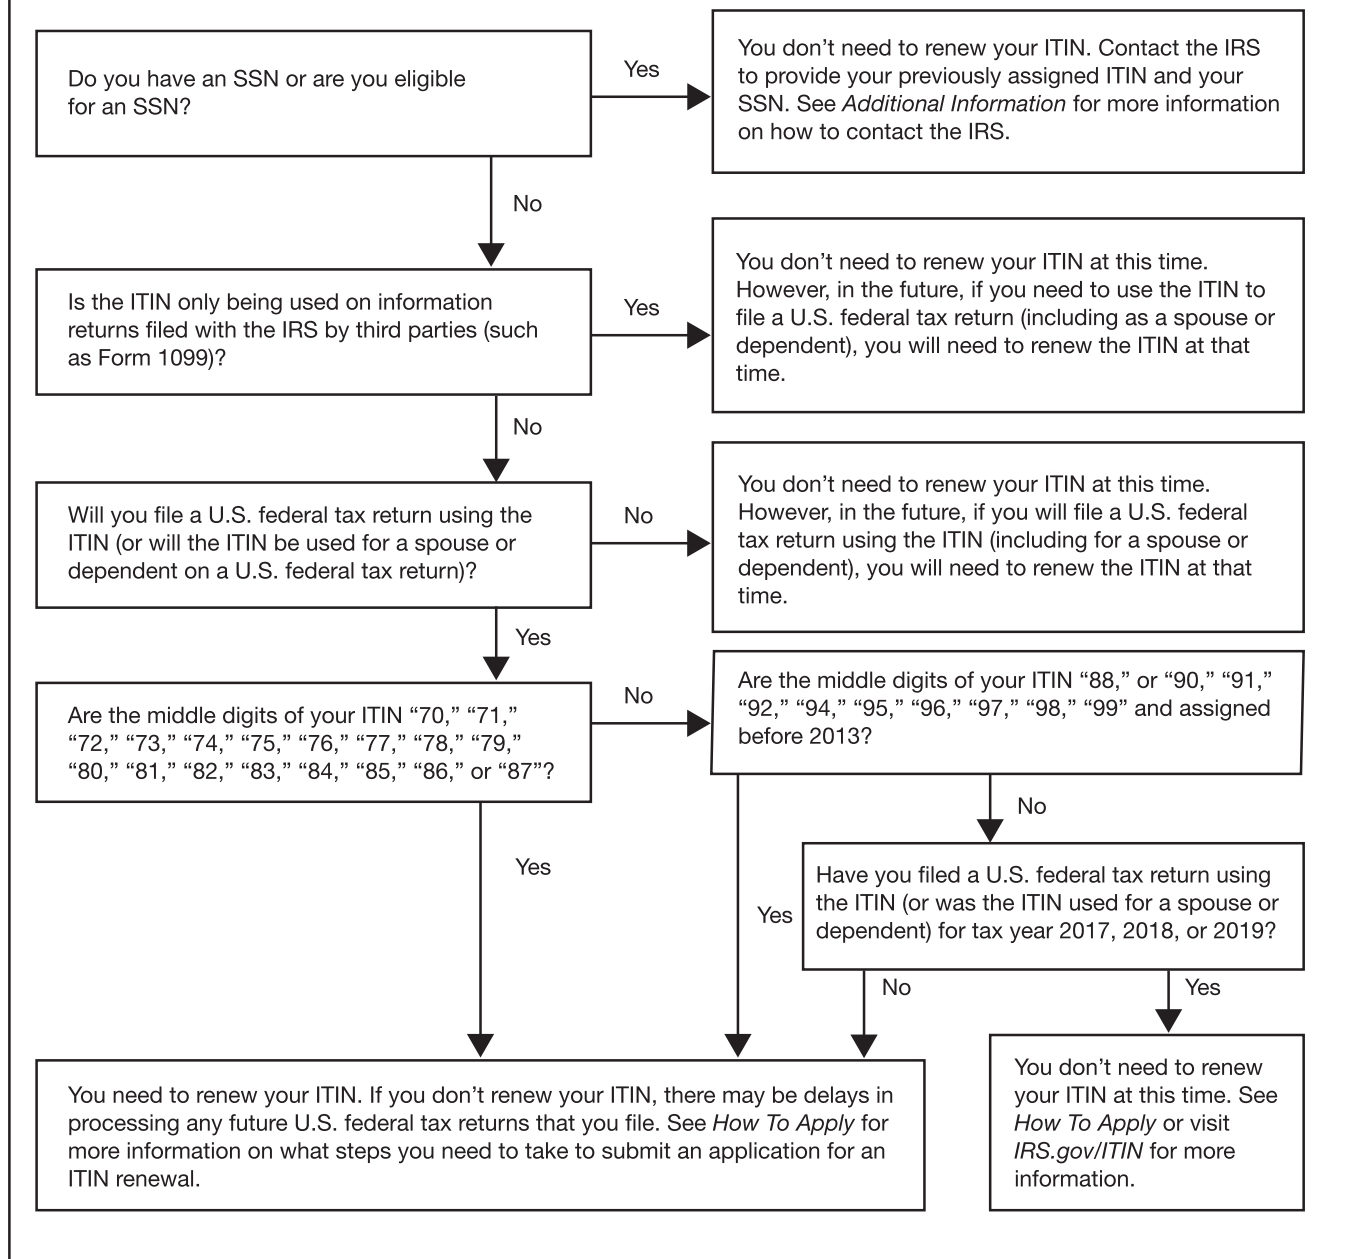 Do you have an SSN or are you eligible
for an SSN?
Yes
You don’t need to renew your ITIN. Contact the IRS
to provide your previously assigned ITIN and your
SSN. See Additional Information for more information
on how to contact the IRS.
No
Is the ITIN only being used on information
returns filed with the IRS by third parties (such
as Form 1099)?
Yes
You don’t need to renew your ITIN at this time.
However, in the future, if you need to use the ITIN to
file a U.S. federal tax return (including as a spouse or
dependent), you will need to renew the ITIN at that
time.
No
Will you file a U.S. federal tax return using the
ITIN (or will the ITIN be used for a spouse or
dependent on a U.S. federal tax return)?
No
You don’t need to renew your ITIN at this time.
However, in the future, if you will file a U.S. federal
tax return using the ITIN (including for a spouse or
dependent), you will need to renew the ITIN at that
time.
Yes
Are the middle digits of your ITIN “70,” “71,”
“72,” “73,” “74,” “75,” “76,” “77,” “78,” “79,”
“80,” “81,” “82,” “83,” “84,” “85,” “86,” or “87”?
No
Are the middle digits of your ITIN “88,” or “90,” “91,”
“92,” “94,” “95,” “96,” “97,” “98,” “99” and assigned
before 2013?
Yes
Yes
No
Have you filed a U.S. federal tax return using
the ITIN (or was the ITIN used for a spouse or
dependent) for tax year 2017, 2018, or 2019?
No
Yes
You need to renew your ITIN. If you don’t renew your ITIN, there may be delays in
processing any future U.S. federal tax returns that you file. See How To Apply for
more information on what steps you need to take to submit an application for an
ITIN renewal.
You don’t need to renew
your ITIN at this time. See
How To Apply or visit
IRS.gov/ITIN for more
information.